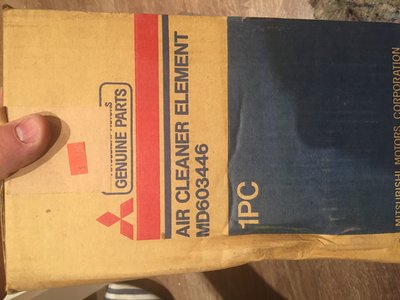 GENUINE PARTS
AIR CLEANER ELEMENT
MD603446
1PC
MITSUBISHI MOTORS CORPORATION